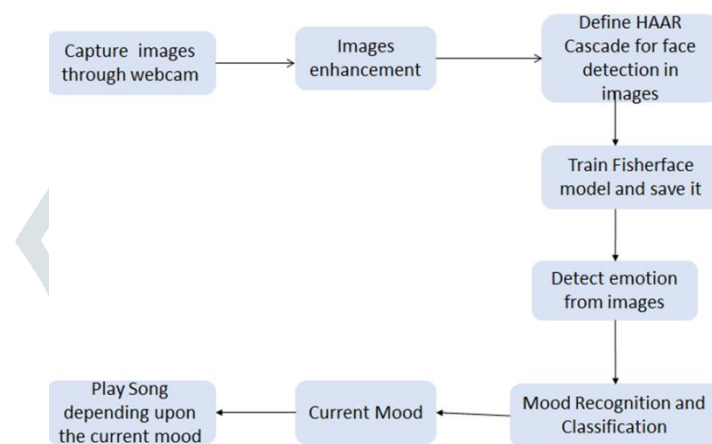 Capture images
through webcam
Images
enhancement
Define HAAR
Cascade for face
detection in
images
Train Fisherface
model and save it
Detect emotion
from images
Mood Recognition and
Classification
Current Mood
Play Song
depending upon
the current mood